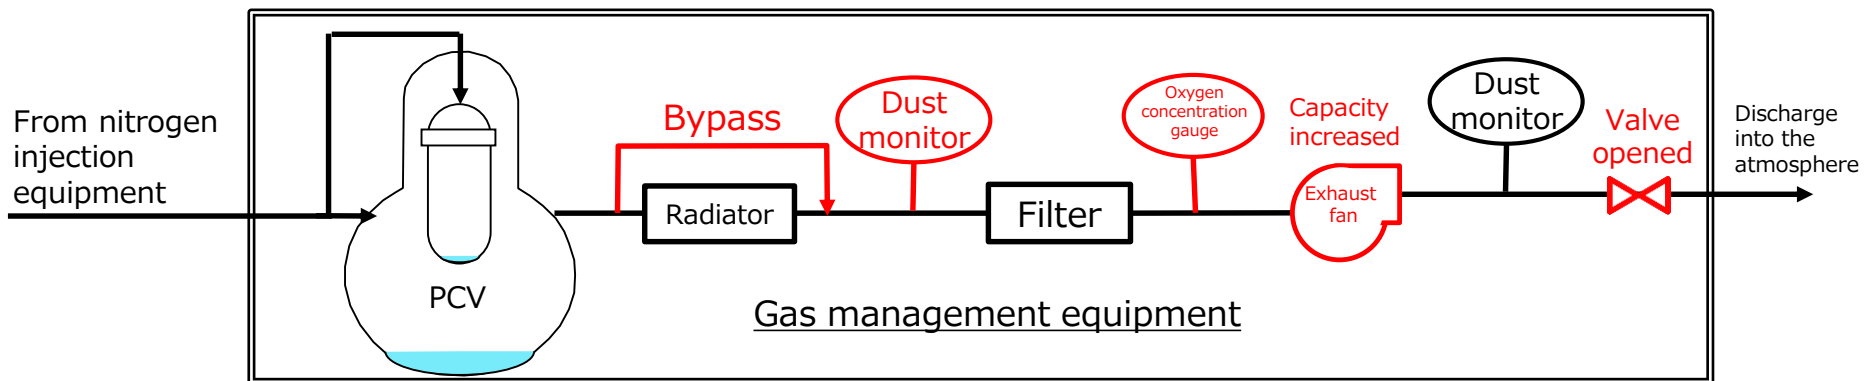 From nitrogen
injection
equipment
PCV
Bypass
Radiator
Dust
monitor
Filter
Oxygen
concentration
gauge
Capacity
increased
Exhaust
fan
Dust
monitor
Valve
opened
Discharge
into the
atmosphere
Gas management equipment